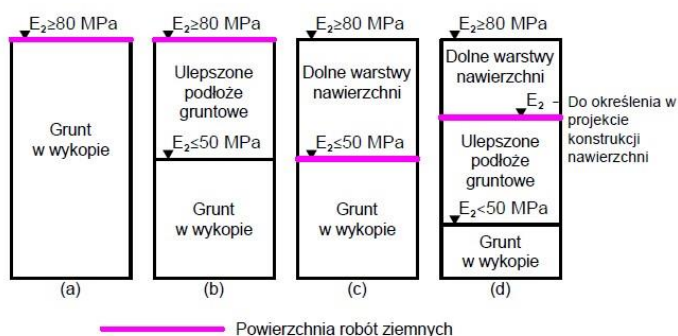 E₂≥80 MPa
Grunt
w wykopie
(a)
E₂≥80 MPa
Ulepszone
podłoże
gruntowe
E₂≤50 MPa
Grunt
w wykopie
(b)
E₂≥80 MPa
Dolne warstwy
nawierzchni
E₂≤50 MPa
Grunt
w wykopie
(c)
E₂≥80 MPa
Dolne warstwy
nawierzchni
E₂ – Do określenia w
projekcie
konstrukcji
nawierzchni
Ulepszone
podłoże
gruntowe
E₂<50 MPa
Grunt
w wykopie
(d)
Powierzchnia robót ziemnych